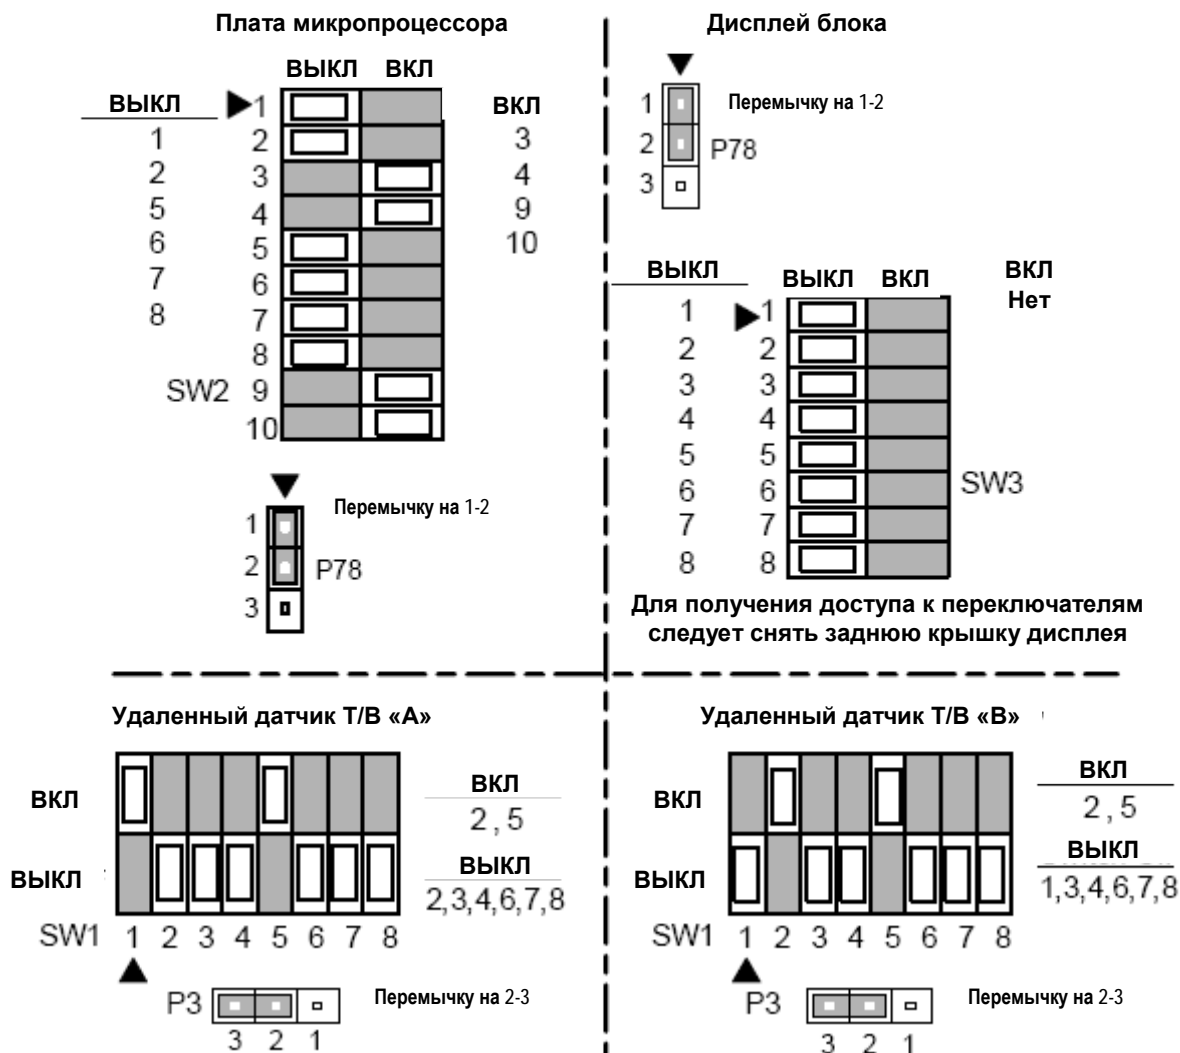 Плата микропроцессора
ВЫКЛ ВКЛ
ВЫКЛ
1
2
5
6
7
8
1
2
3
4
5
6
7
8
9
10
SW2
ВКЛ
3
4
9
10
Перемычку на 1-2
1
2
3
P78
Дисплей блока
Перемычку на 1-2
1
2
3
P78
ВЫКЛ
1
2
3
4
5
6
7
8
ВЫКЛ ВКЛ
1
2
3
4
5
6
7
8
ВКЛ
Нет
SW3
Для получения доступа к переключателям
следует снять заднюю крышку дисплея
Удаленный датчик Т/В «А»
ВКЛ
ВЫКЛ
SW1 1 2 3 4 5 6 7 8
ВКЛ
2 , 5
ВЫКЛ
2,3,4,6,7,8
P3
Перемычку на 2-3
3 2 1
Удаленный датчик Т/В «В»
ВКЛ
ВЫКЛ
SW1 1 2 3 4 5 6 7 8
ВКЛ
2 , 5
ВЫКЛ
1,3,4,6,7,8
P3
Перемычку на 2-3
3 2 1